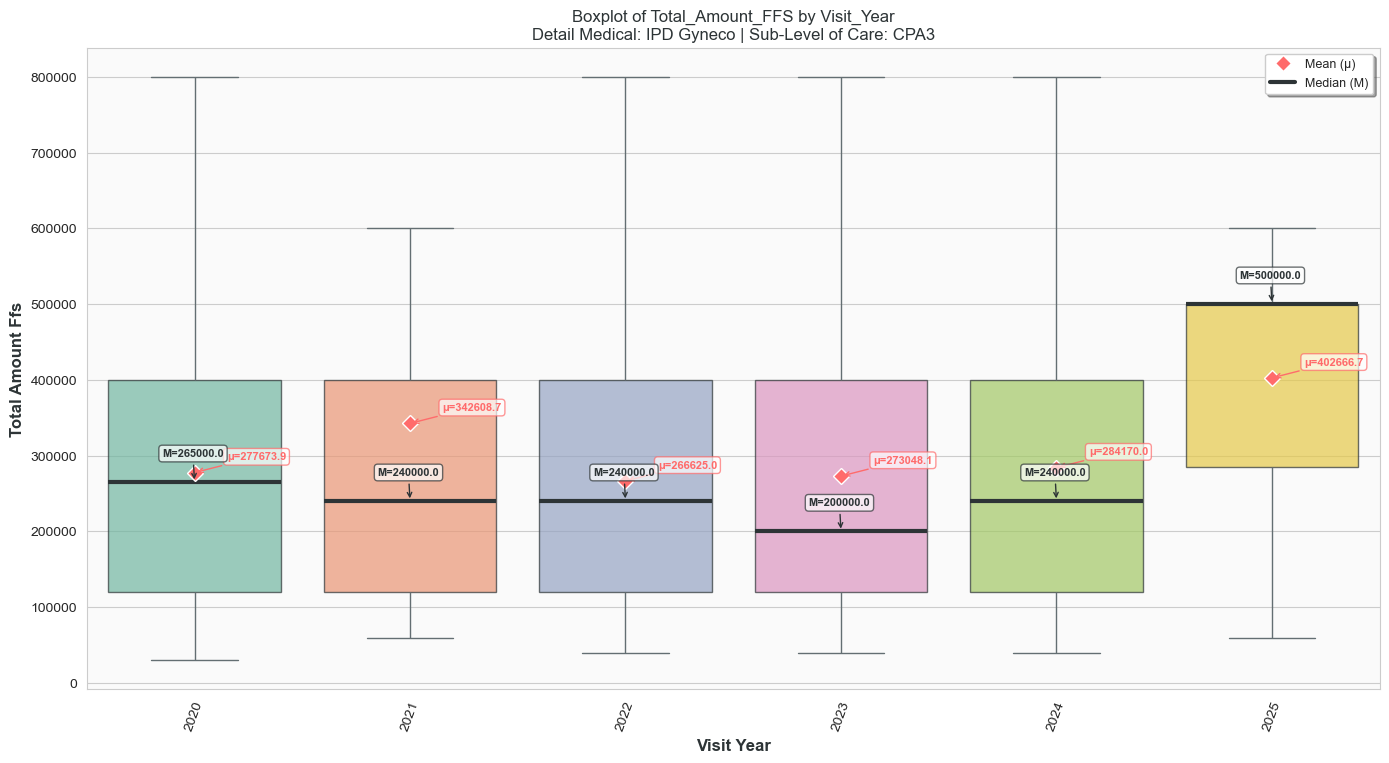 Boxplot of Total_Amount_FFS by Visit_Year
Detail Medical: IPD Gyneco | Sub-Level of Care: CPA3
Mean (μ)
Median (M)
Total Amount Ffs
800000
700000
600000
500000
400000
300000
200000
100000
0
M=265000.0
μ=277673.9
M=240000.0
μ=342608.7
M=240000.0
μ=266625.0
M=200000.0
μ=273048.1
M=240000.0
μ=284170.0
M=500000.0
μ=402666.7
2020
2021
2022
2023
2024
2025
Visit Year